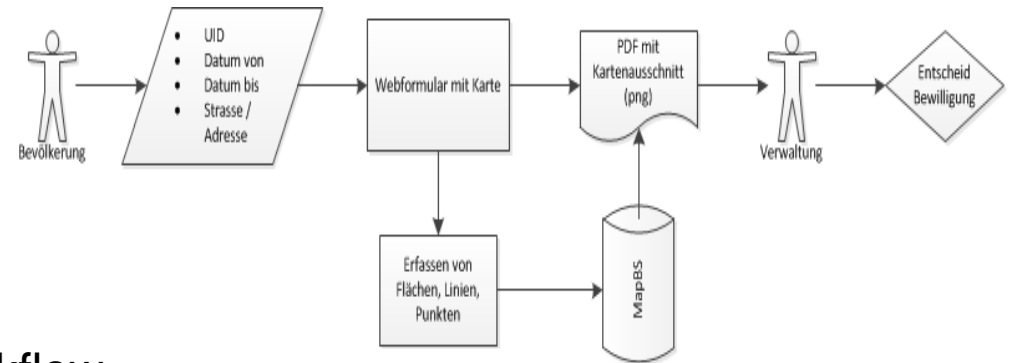 Bevölkerung
UID
Datum von
Datum bis
Strasse /
Adresse
Webformular mit Karte
PDF mit
Kartenausschnitt
(png)
Verwaltung
Entscheid
Bewilligung
Erfassen von
Flächen, Linien,
Punkten
MapBS